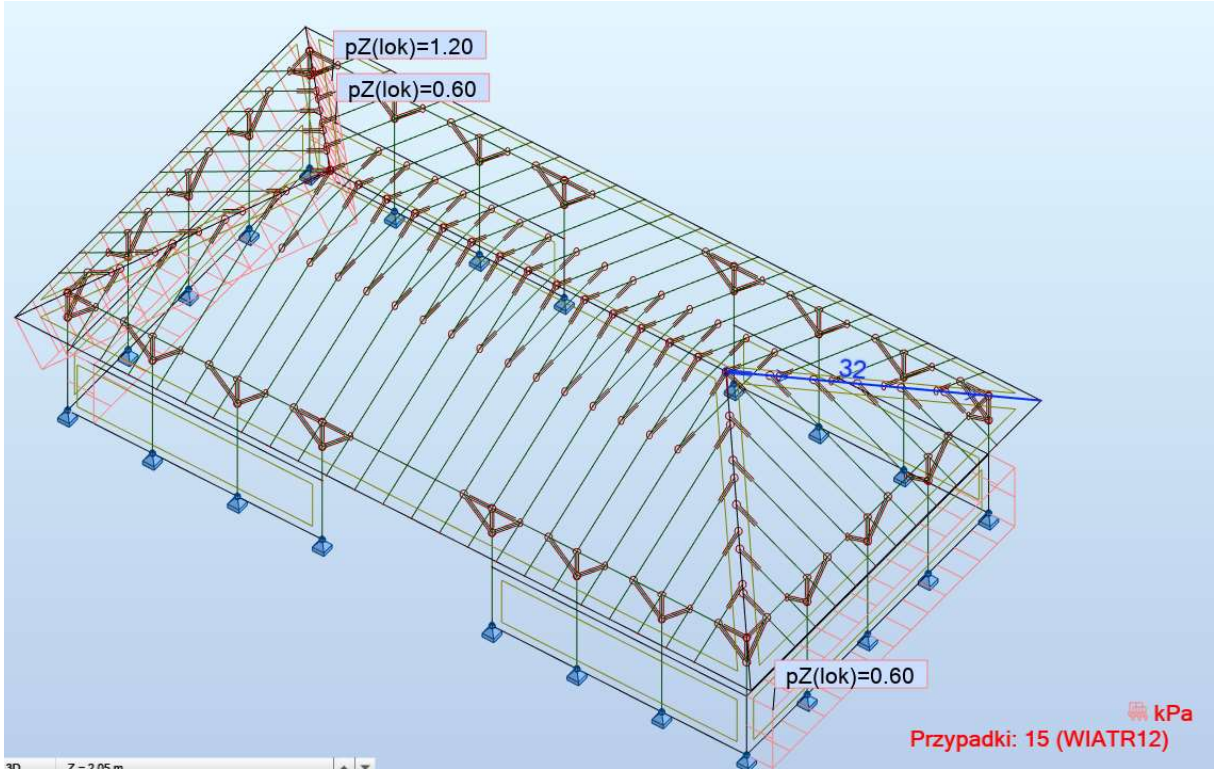 pZ(lok)=1.20
pZ(lok)=0.60
32
pZ(lok)=0.60
kPa
Przypadki: 15 (WIATR12)
3D Z = 2.05 m